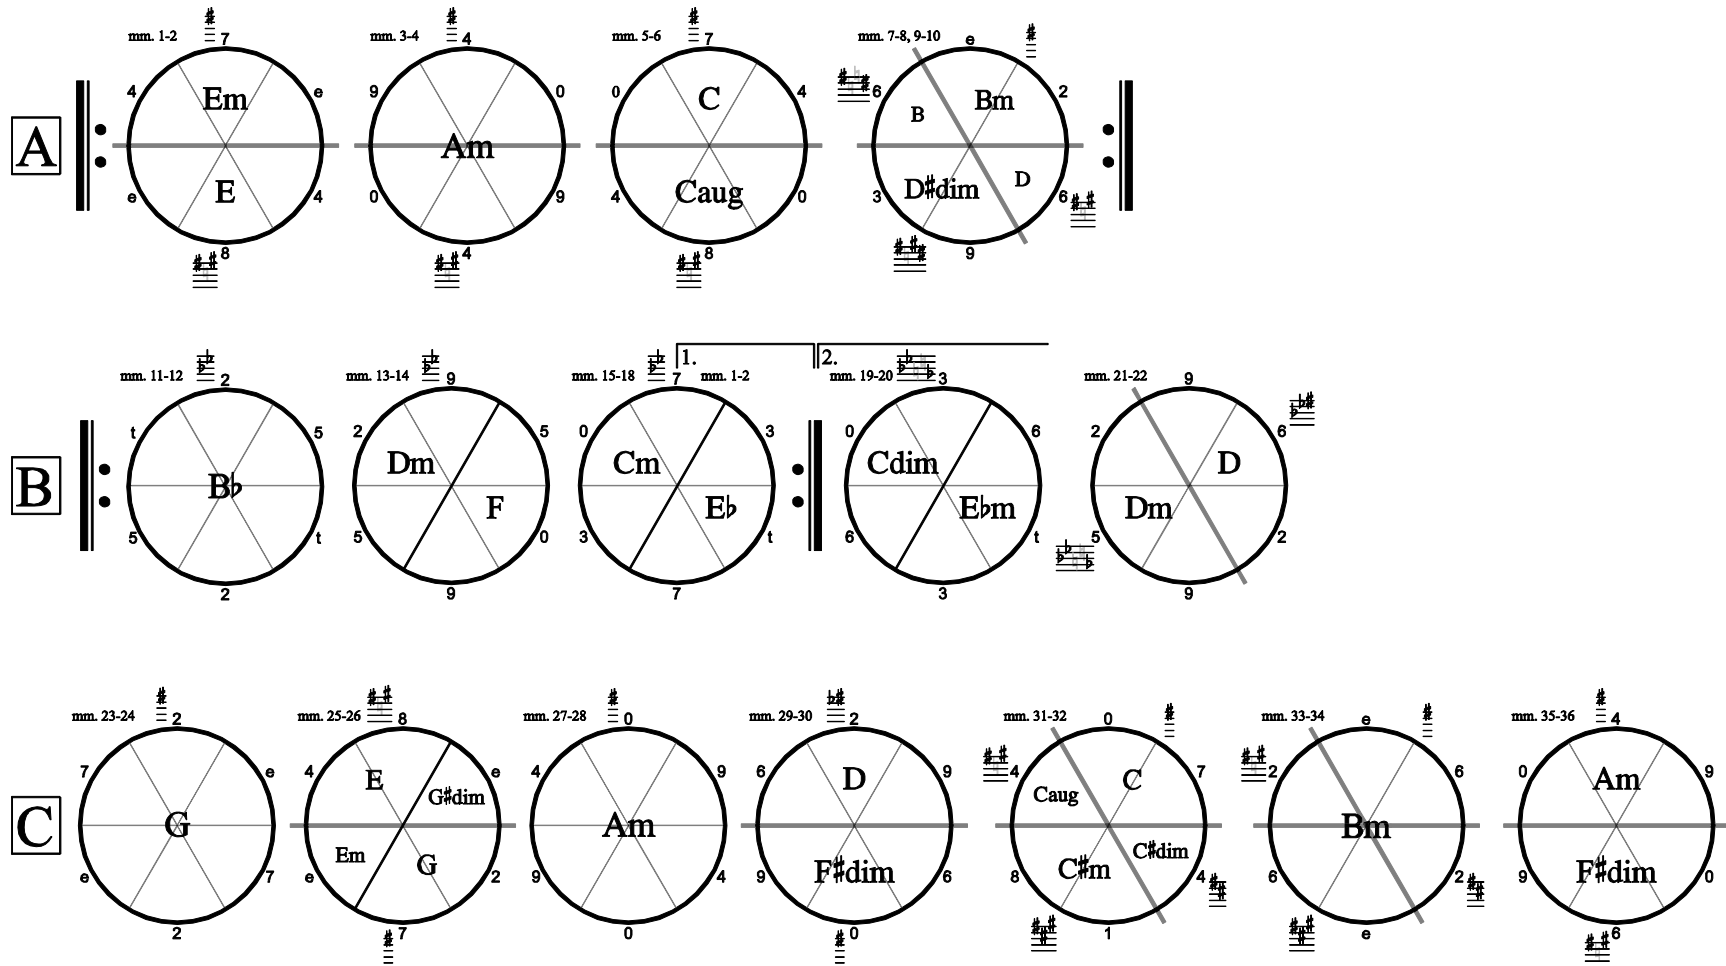 mm. 1-2 mm. 3-4 mm. 5-6 mm. 7-8, 9-10
7 4 7 e
4 e 9 0 0 4 6 2
Em C B Bm
A Am
E Caug D♯dim D
e 4 0 9 4 0 3 6
8 4 8 9
1. 2.
mm. 11-12 mm. 13-14 mm. 15-18 mm. 1-2 mm. 19-20 mm. 21-22
2 9 7 3 9
t 5 2 5 0 3 0 6 2 6
Dm Cm Cdim D
B B♭
F E♭ E♭m Dm
5 t 5 0 3 t 6 t 5 2
2 9 7 3 9
mm. 23-24 mm. 25-26 mm. 27-28 mm. 29-30 mm. 31-32 mm. 33-34 mm. 35-36
2 8 0 2 0 e 4
7 e 4 e 4 9 6 9 4 7 2 6 0 9
E G♯dim D Caug C Am
C G Am Bm
Em G F♯dim C♯m C♯dim F♯dim
e 7 e 2 9 4 9 6 8 4 6 2 9 0
2 7 0 0 1 e 6